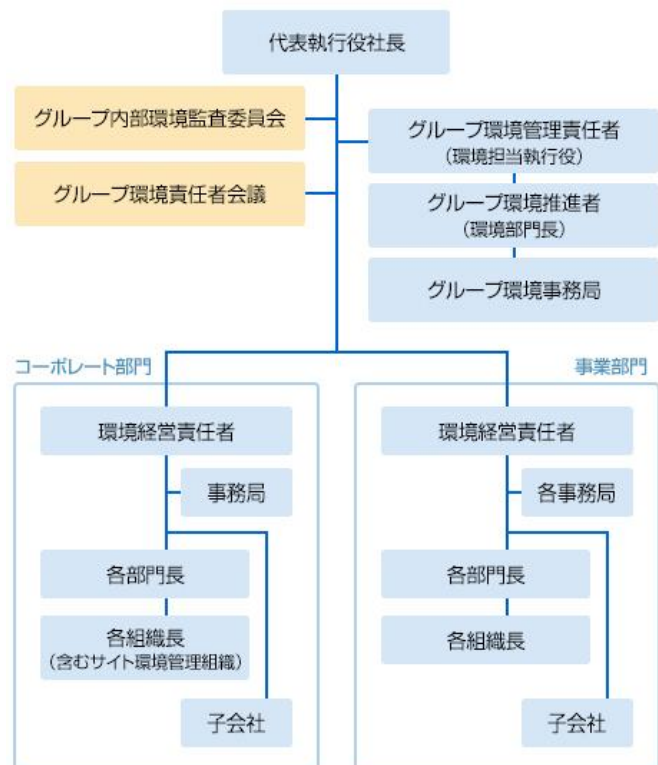 代表執行役社長
グループ内部環境監査委員会
グループ環境管理責任者
(環境担当執行役)
グループ環境責任者会議
グループ環境推進者
(環境部門長)
グループ環境事務局
コーポレート部門
環境経営責任者
事務局
各部門長
各組織長
(含むサイト環境管理組織)
子会社
事業部門
環境経営責任者
各事務局
各部門長
各組織長
子会社